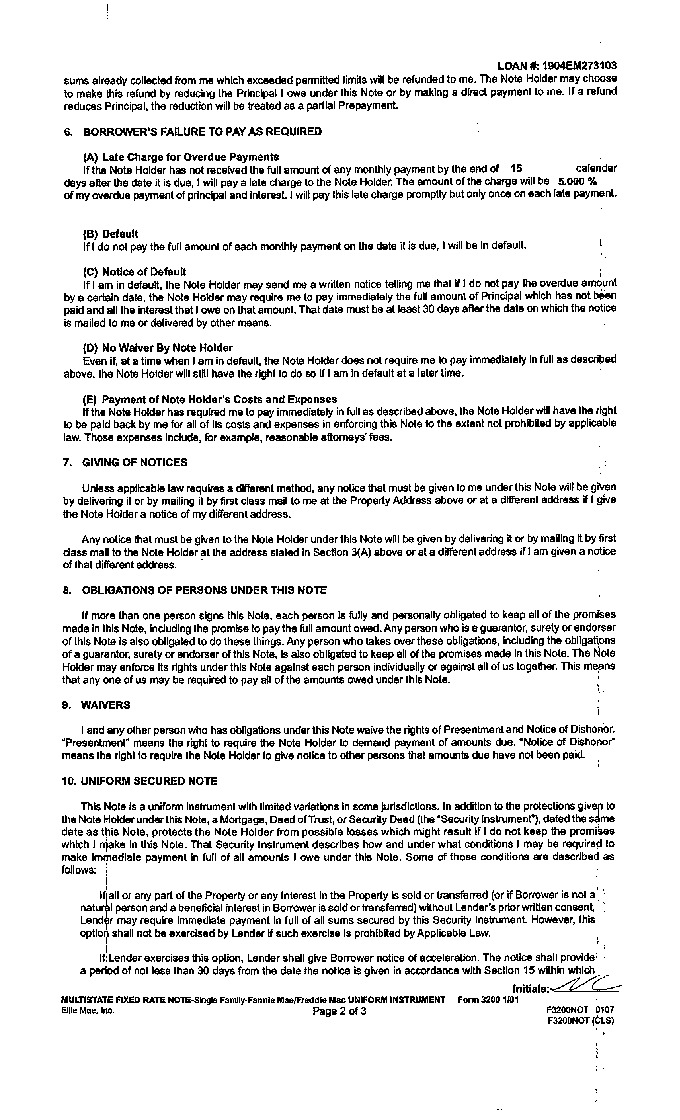 LOAN #: 1904EM273103
sums already collected from me which exceeded permitted limits will be refunded to me. The Note Holder may choose
to make this refund by reducing the Principal I owe under this Note or by making a direct payment to me. If a refund
reduces Principal, the reduction will be treated as a partial Prepayment.
6. BORROWER'S FAILURE TO PAY AS REQUIRED
(A) Late Charge for Overdue Payments
If the Note Holder has not received the full amount of any monthly payment by the end of 15 calendar
days after the date it is due, I will pay a late charge to the Note Holder. The amount of the charge will be 5.000 %
of my overdue payment of principal and interest. I will pay this late charge promptly but only once on each late payment.
(B) Default
If I do not pay the full amount of each monthly payment on the date it is due, I will be in default.
(C) Notice of Default
If I am in default, the Note Holder may send me a written notice telling me that if I do not pay the overdue amount
by a certain date, the Note Holder may require me to pay immediately the full amount of Principal which has not been
paid and all the interest that I owe on that amount. That date must be at least 30 days after the date on which the notice
is mailed to me or delivered by other means.
(D) No Waiver By Note Holder
Even if, at a time when I am in default, the Note Holder does not require me to pay immediately in full as described
above, the Note Holder will still have the right to do so if I am in default at a later time.
(E) Payment of Note Holder's Costs and Expenses
If the Note Holder has required me to pay immediately in full as described above, the Note Holder will have the right
to be paid back by me for all of its costs and expenses in enforcing this Note to the extent not prohibited by applicable
law. Those expenses include, for example, reasonable attorneys' fees.
7. GIVING OF NOTICES
Unless applicable law requires a different method, any notice that must be given to me under this Note will be given
by delivering it or by mailing it by first class mail to me at the Property Address above or at a different address if I give
the Note Holder a notice of my different address.
Any notice that must be given to the Note Holder under this Note will be given by delivering it or by mailing it by first
class mail to the Note Holder at the address stated in Section 3(A) above or at a different address if I am given a notice
of that different address.
8. OBLIGATIONS OF PERSONS UNDER THIS NOTE
If more than one person signs this Note, each person is fully and personally obligated to keep all of the promises
made in this Note, including the promise to pay the full amount owed. Any person who is a guarantor, surety or endorser
of this Note is also obligated to do these things. Any person who takes over these obligations, including the obligations
of a guarantor, surety or endorser of this Note, is also obligated to keep all of the promises made in this Note. The Note
Holder may enforce its rights under this Note against each person individually or against all of us together. This means
that any one of us may be required to pay all of the amounts owed under this Note.
9. WAIVERS
I and any other person who has obligations under this Note waive the rights of Presentment and Notice of Dishonor.
"Presentment" means the right to require the Note Holder to demand payment of amounts due. "Notice of Dishonor"
means the right to require the Note Holder to give notice to other persons that amounts due have not been paid.
10. UNIFORM SECURED NOTE
This Note is a uniform instrument with limited variations in some jurisdictions. In addition to the protections given to
the Note Holder under this Note, a Mortgage, Deed of Trust, or Security Deed (the "Security Instrument"), dated the same
date as this Note, protects the Note Holder from possible losses which might result if I do not keep the promises
which I make in this Note. That Security Instrument describes how and under what conditions I may be required to
make immediate payment in full of all amounts I owe under this Note. Some of those conditions are described as
follows:
If all or any part of the Property or any Interest in the Property is sold or transferred (or if Borrower is not a
natural person and a beneficial interest in Borrower is sold or transferred) without Lender's prior written consent,
Lender may require immediate payment in full of all sums secured by this Security Instrument. However, this
option shall not be exercised by Lender if such exercise is prohibited by Applicable Law.
If Lender exercises this option, Lender shall give Borrower notice of acceleration. The notice shall provide
a period of not less than 30 days from the date the notice is given in accordance with Section 15 within which
Initials:
MULTISTATE FIXED RATE NOTE-Single Family-Fannie Mae/Freddie Mac UNIFORM INSTRUMENT Form 3200 1/01
Ellie Mae, Inc. Page 2 of 3 F3200NOT 0107
F3200NOT (CLS)